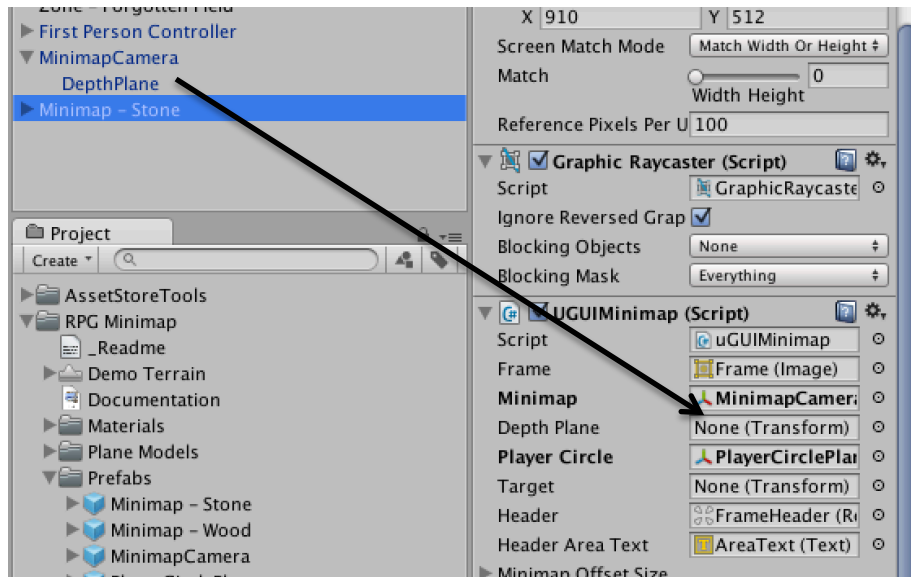 Zone – Forgotten Field
First Person Controller
MinimapCamera
DepthPlane
Minimap – Stone
Project
Create
AssetStoreTools
RPG Minimap
_Readme
Demo Terrain
Documentation
Materials
Plane Models
Prefabs
Minimap – Stone
Minimap – Wood
MinimapCamera
X 910 Y 512
Screen Match Mode Match Width Or Height
Match 0
Width Height
Reference Pixels Per U 100
Graphic Raycaster (Script)
Script GraphicRaycaste
Ignore Reversed Grap
Blocking Objects None
Blocking Mask Everything
UGUIMinimap (Script)
Script uGUIMinimap
Frame Frame (Image)
Minimap MinimapCamera
Depth Plane None (Transform)
Player Circle PlayerCirclePlan
Target None (Transform)
Header FrameHeader (Re
Header Area Text AreaText (Text)
Minimap Offset Size